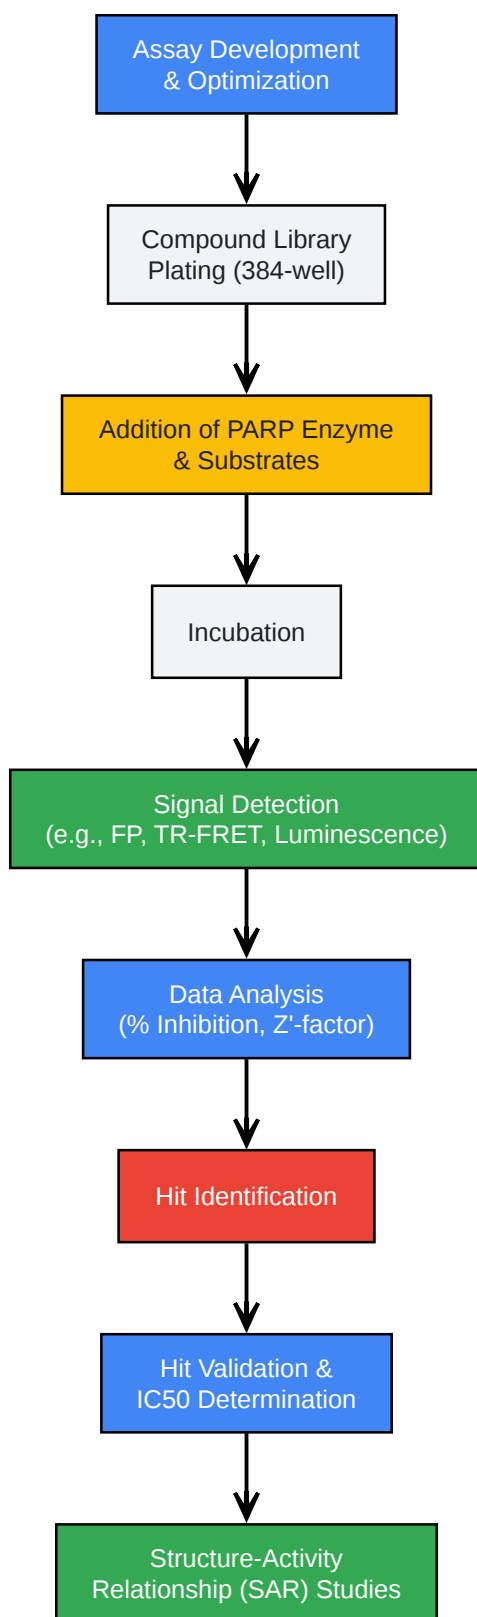 Assay Development
& Optimization
Compound Library
Plating (384-well)
Addition of PARP Enzyme
& Substrates
Incubation
Signal Detection
(e.g., FP, TR-FRET, Luminescence)
Data Analysis
(% Inhibition, Z'-factor)
Hit Identification
Hit Validation &
IC50 Determination
Structure-Activity
Relationship (SAR) Studies